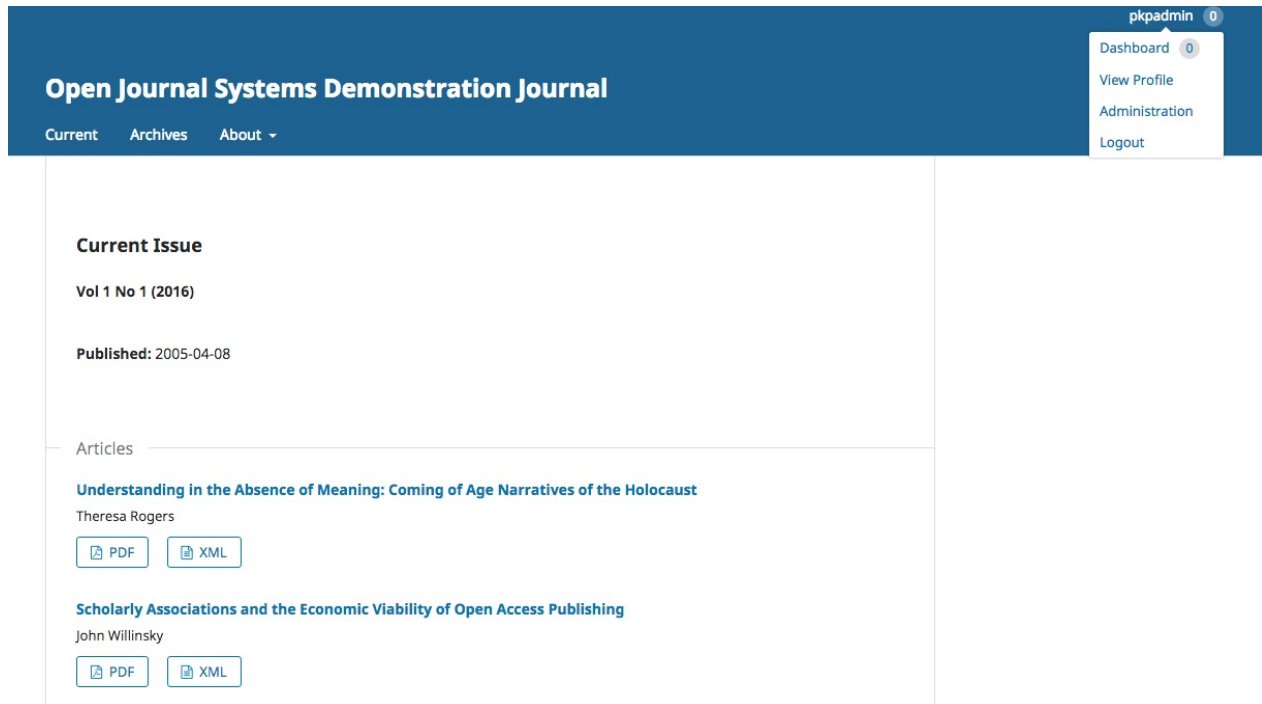 pkpadmin 0
Dashboard 0
View Profile
Administration
Logout
Open Journal Systems Demonstration Journal
Current Archives About
Current Issue
Vol 1 No 1 (2016)
Published: 2005-04-08
Articles
Understanding in the Absence of Meaning: Coming of Age Narratives of the Holocaust
Theresa Rogers
PDF XML
Scholarly Associations and the Economic Viability of Open Access Publishing
John Willinsky
PDF XML